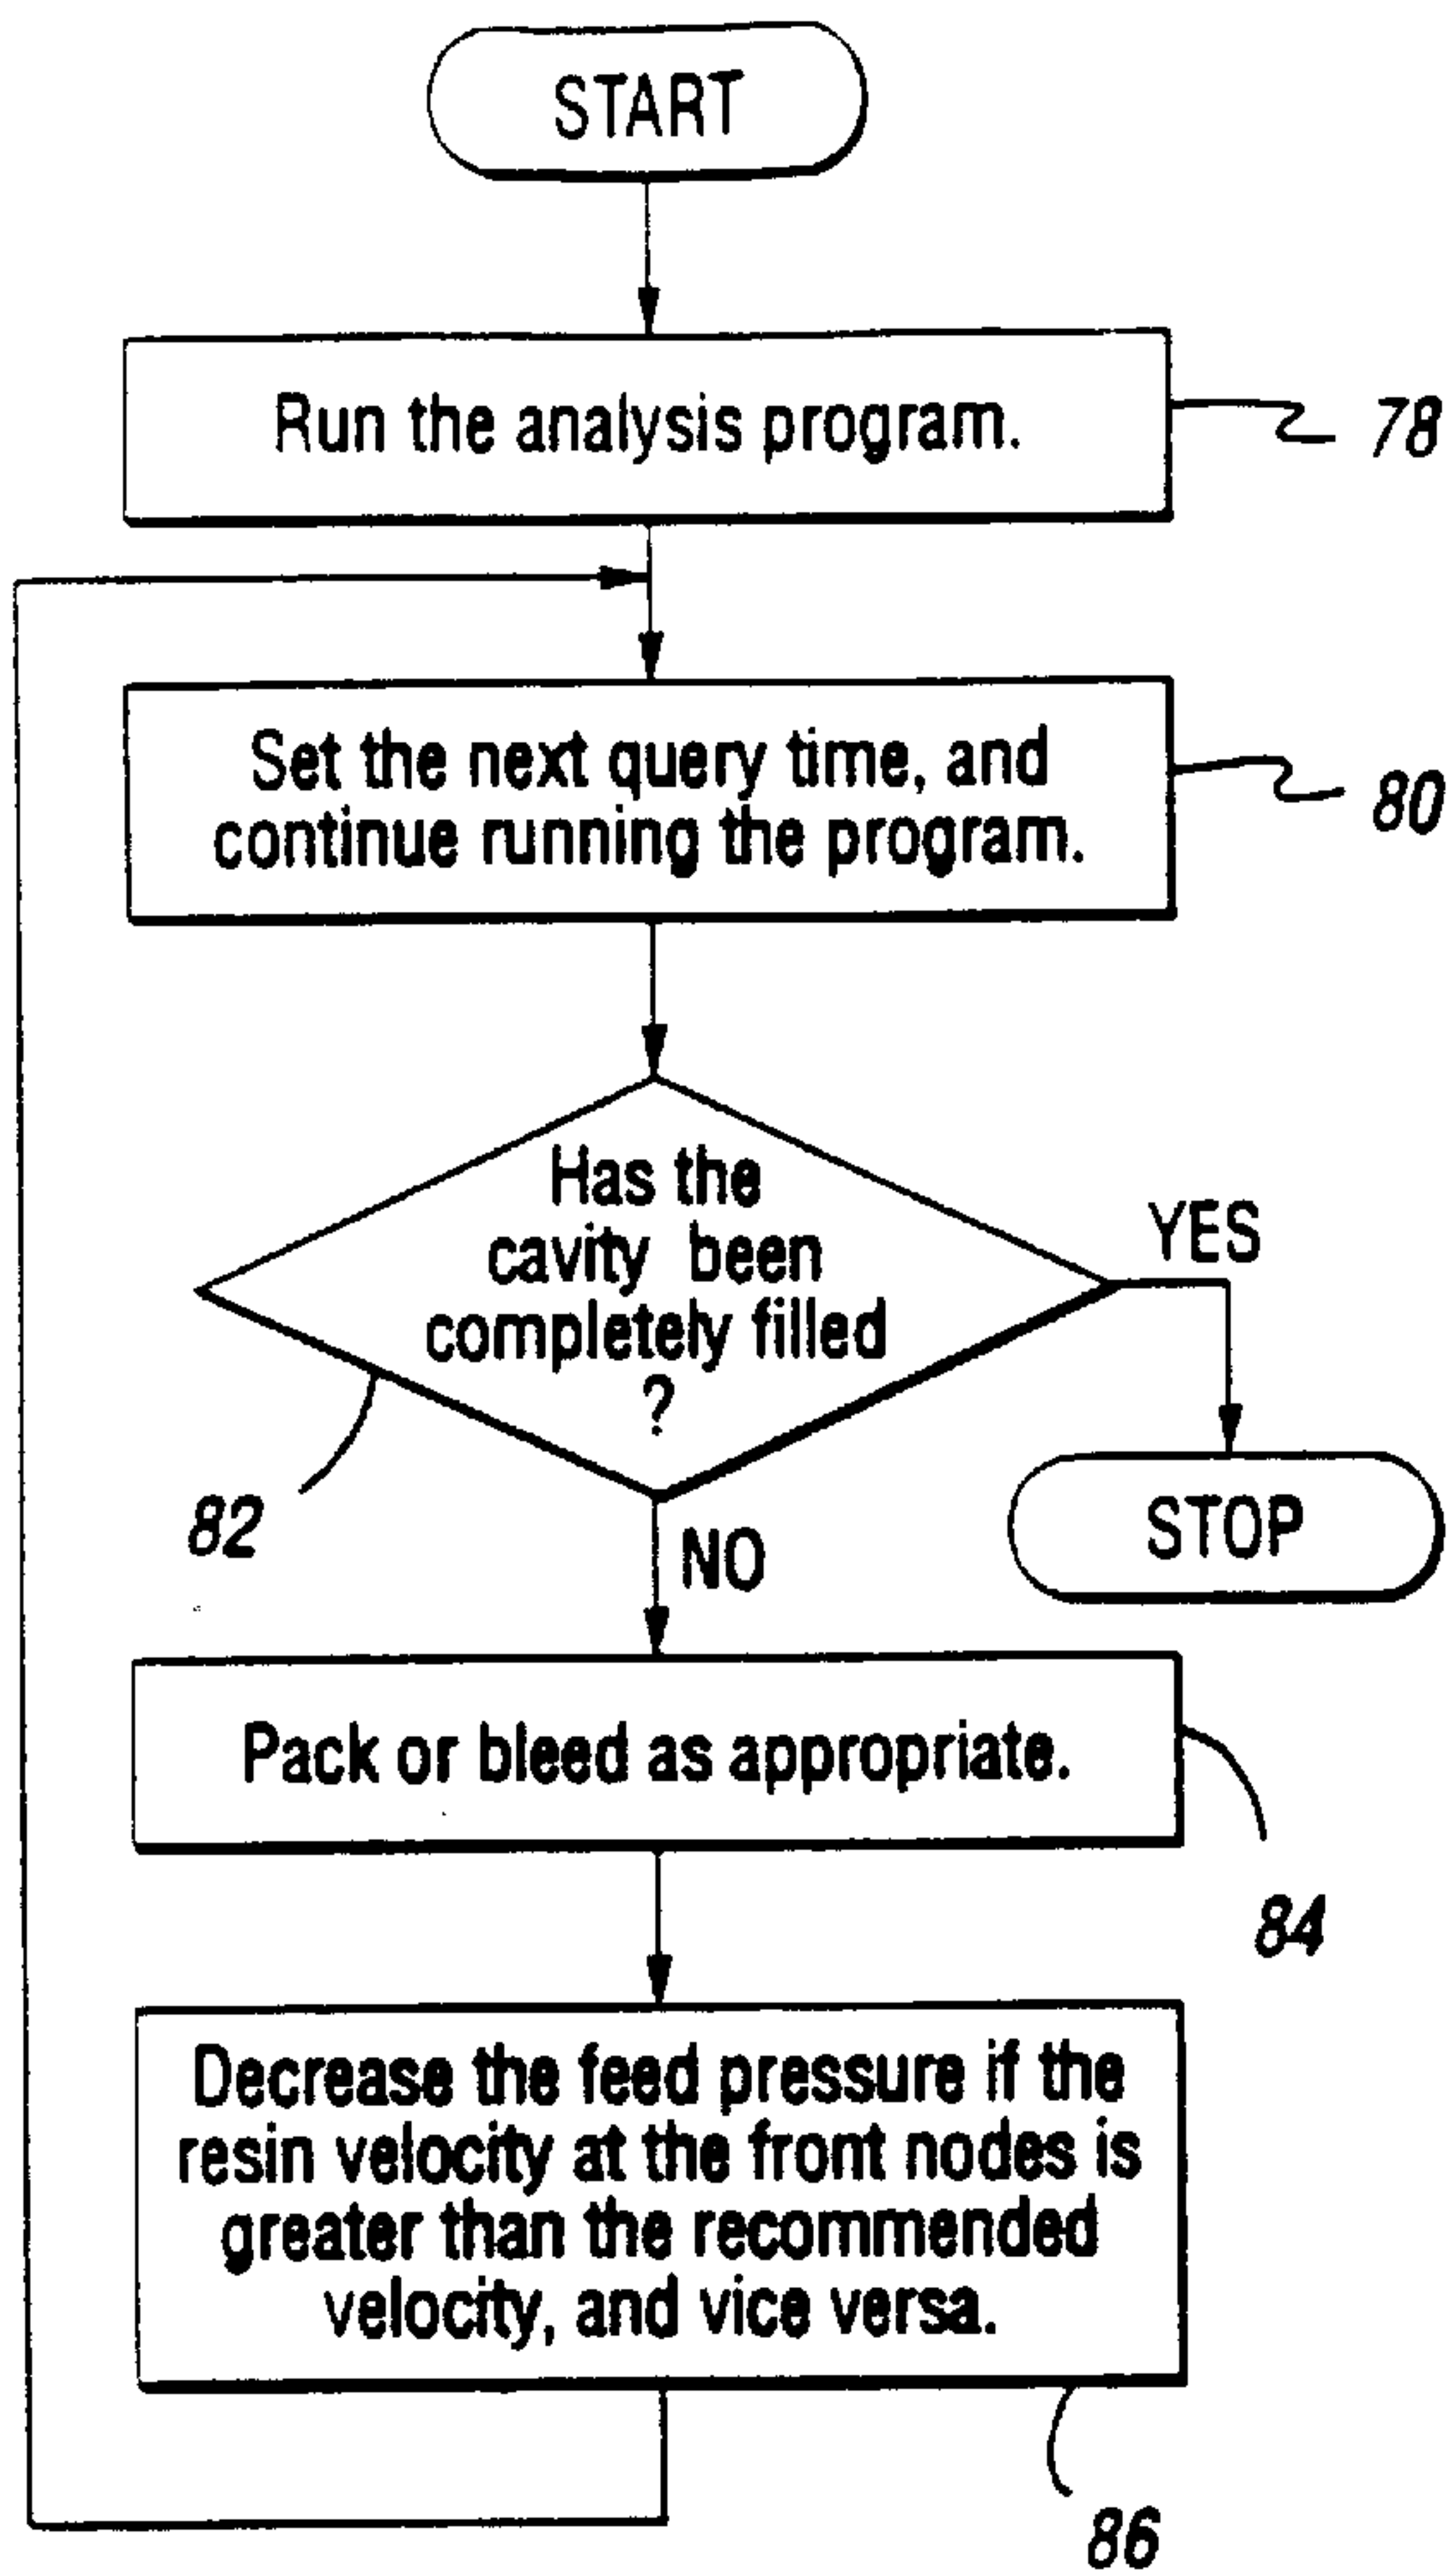 START
Run the analysis program.
78
Set the next query time, and
continue running the program.
80
Has the
cavity been
completely filled
?
YES
82
NO
STOP
Pack or bleed as appropriate.
84
Decrease the feed pressure if the
resin velocity at the front nodes is
greater than the recommended
velocity, and vice versa.
86